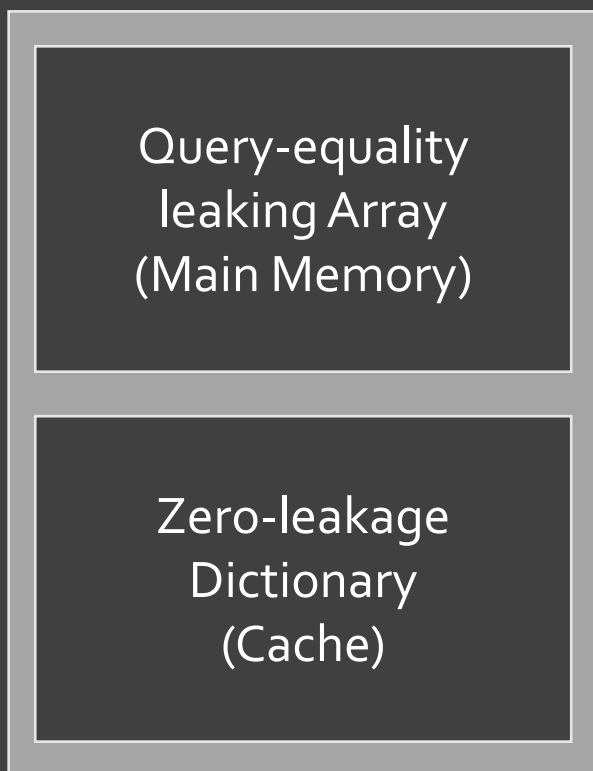 Query-equality
leaking Array
(Main Memory)
Zero-leakage
Dictionary
(Cache)